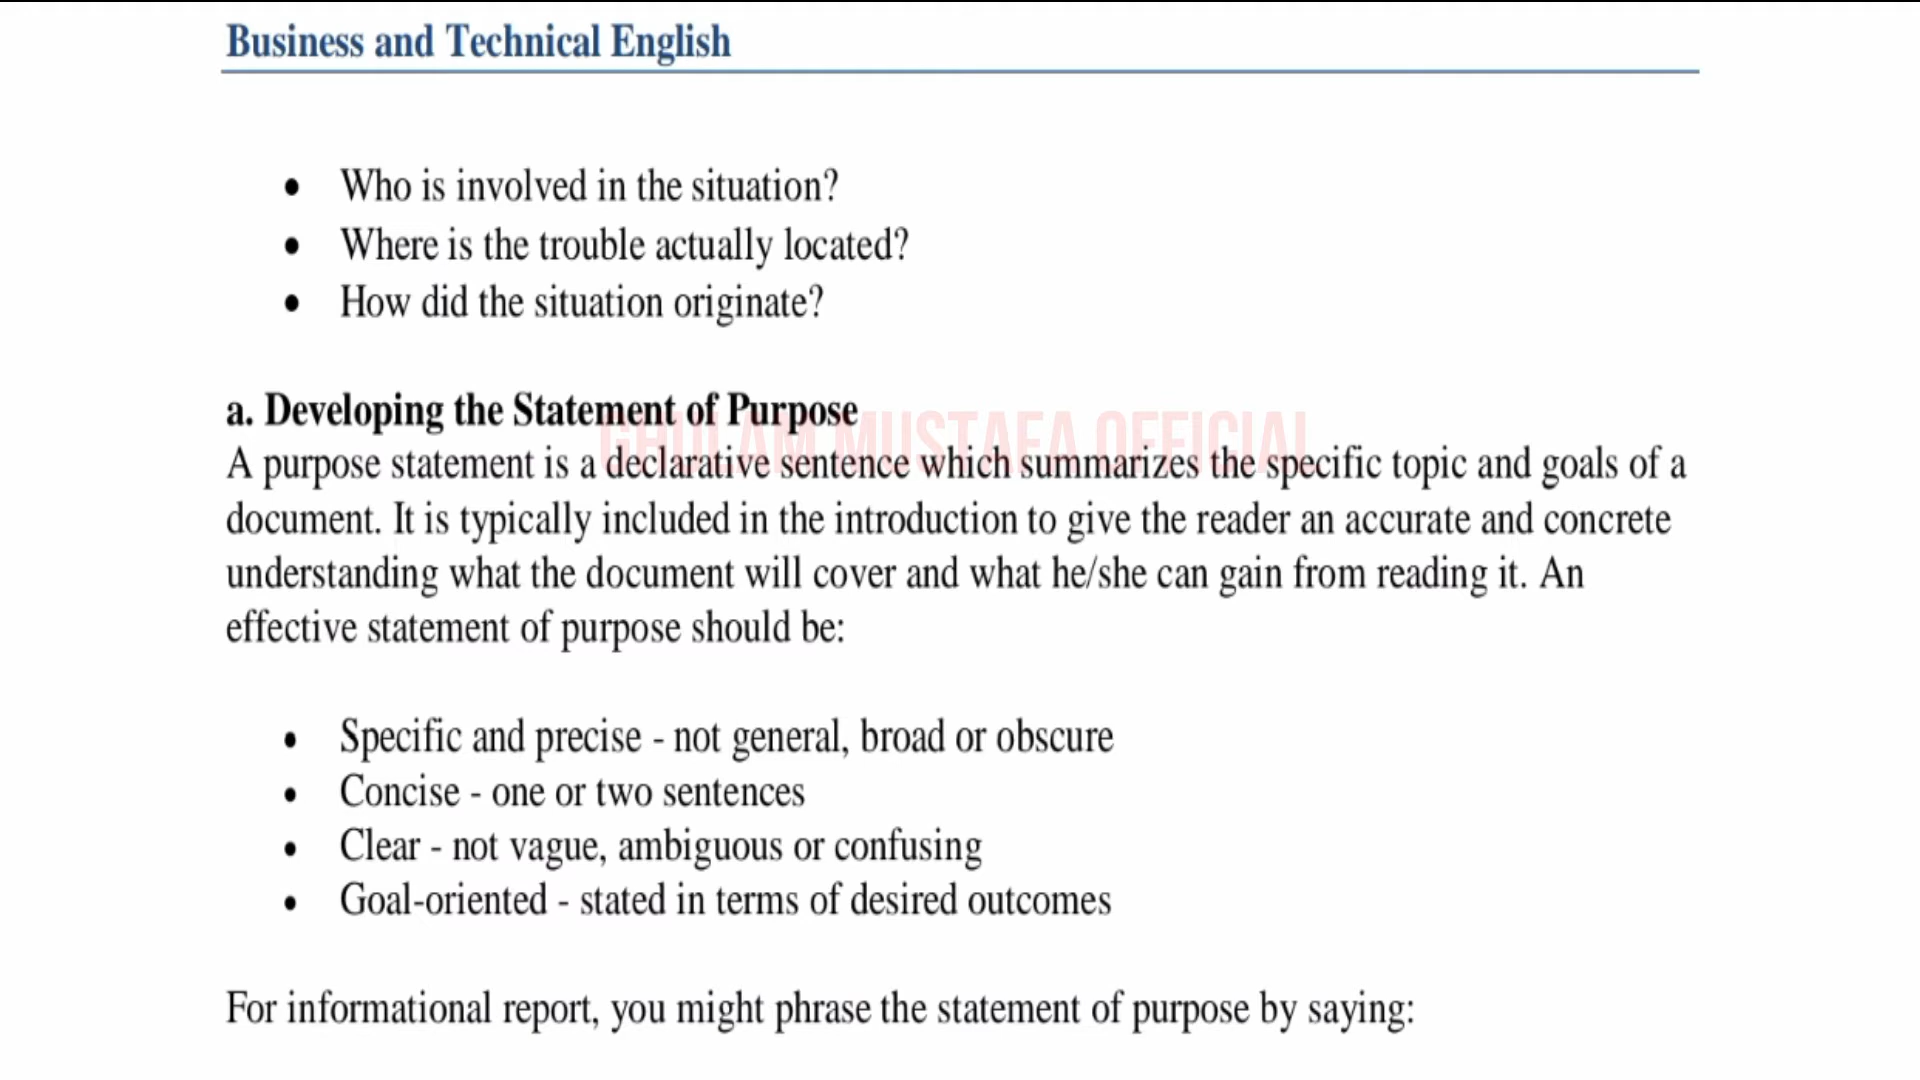 Business and Technical English
• Who is involved in the situation?
• Where is the trouble actually located?
• How did the situation originate?
a. Developing the Statement of Purpose
GHULAM MUSTAFA OFFICIAL
A purpose statement is a declarative sentence which summarizes the specific topic and goals of a
document. It is typically included in the introduction to give the reader an accurate and concrete
understanding what the document will cover and what he/she can gain from reading it. An
effective statement of purpose should be:
• Specific and precise - not general, broad or obscure
• Concise - one or two sentences
• Clear - not vague, ambiguous or confusing
• Goal-oriented - stated in terms of desired outcomes
For informational report, you might phrase the statement of purpose by saying: